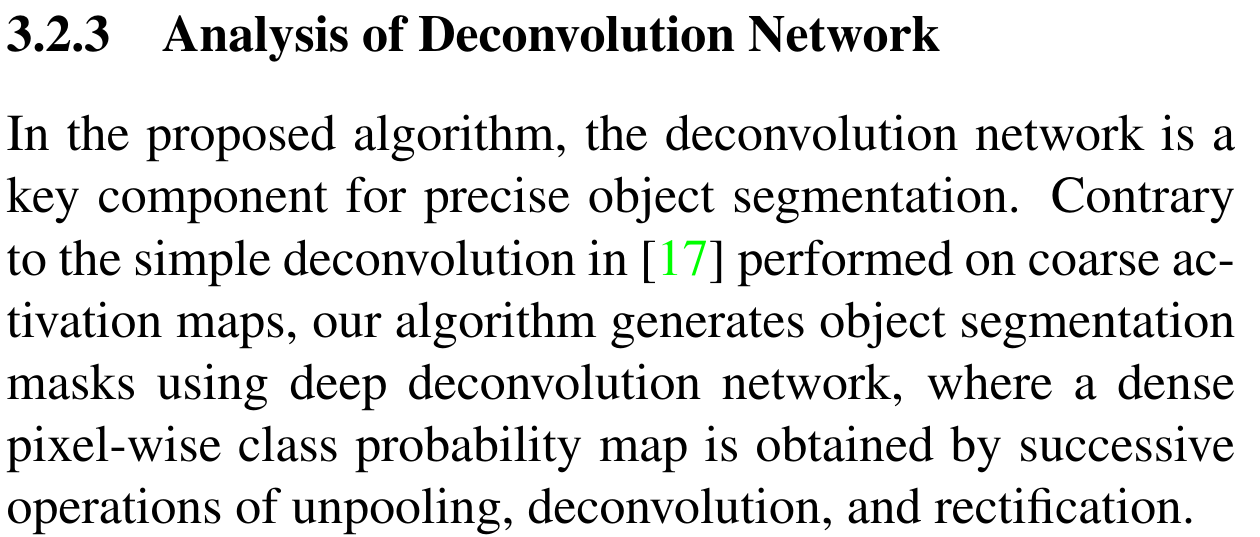 3.2.3 Analysis of Deconvolution Network
In the proposed algorithm, the deconvolution network is a
key component for precise object segmentation. Contrary
to the simple deconvolution in [17] performed on coarse ac-
tivation maps, our algorithm generates object segmentation
masks using deep deconvolution network, where a dense
pixel-wise class probability map is obtained by successive
operations of unpooling, deconvolution, and rectification.